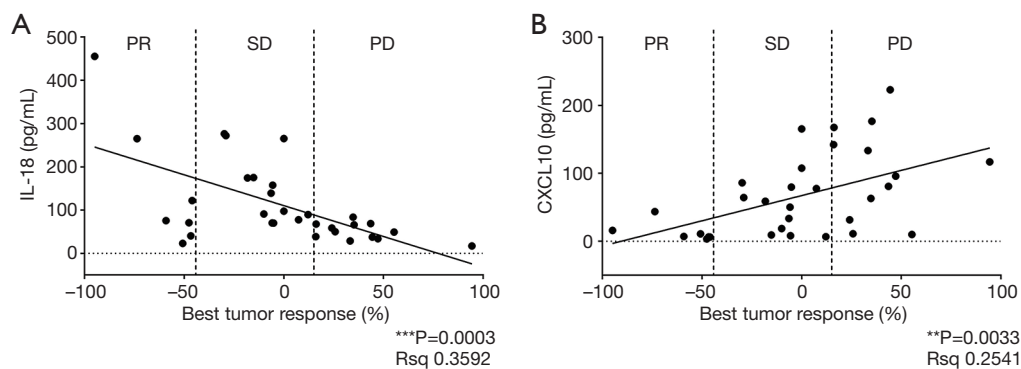 A
PR
SD
PD
IL-18 (pg/mL)
500
400
300
200
100
0
−100
−50
0
50
100
Best tumor response (%)
***P=0.0003
Rsq 0.3592
B
PR
SD
PD
CXCL10 (pg/mL)
300
200
100
0
−100
−50
0
50
100
Best tumor response (%)
**P=0.0033
Rsq 0.2541